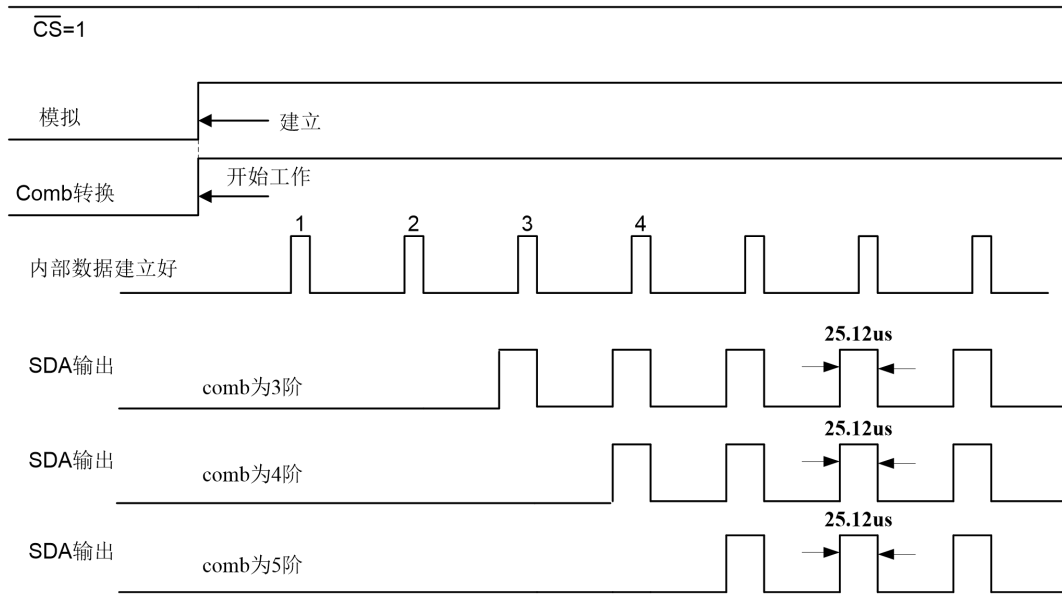 CS=1
模拟
建立
Comb转换
开始工作
1 2 3 4
内部数据建立好
25.12us
SDA输出
comb为3阶
25.12us
SDA输出
comb为4阶
25.12us
SDA输出
comb为5阶